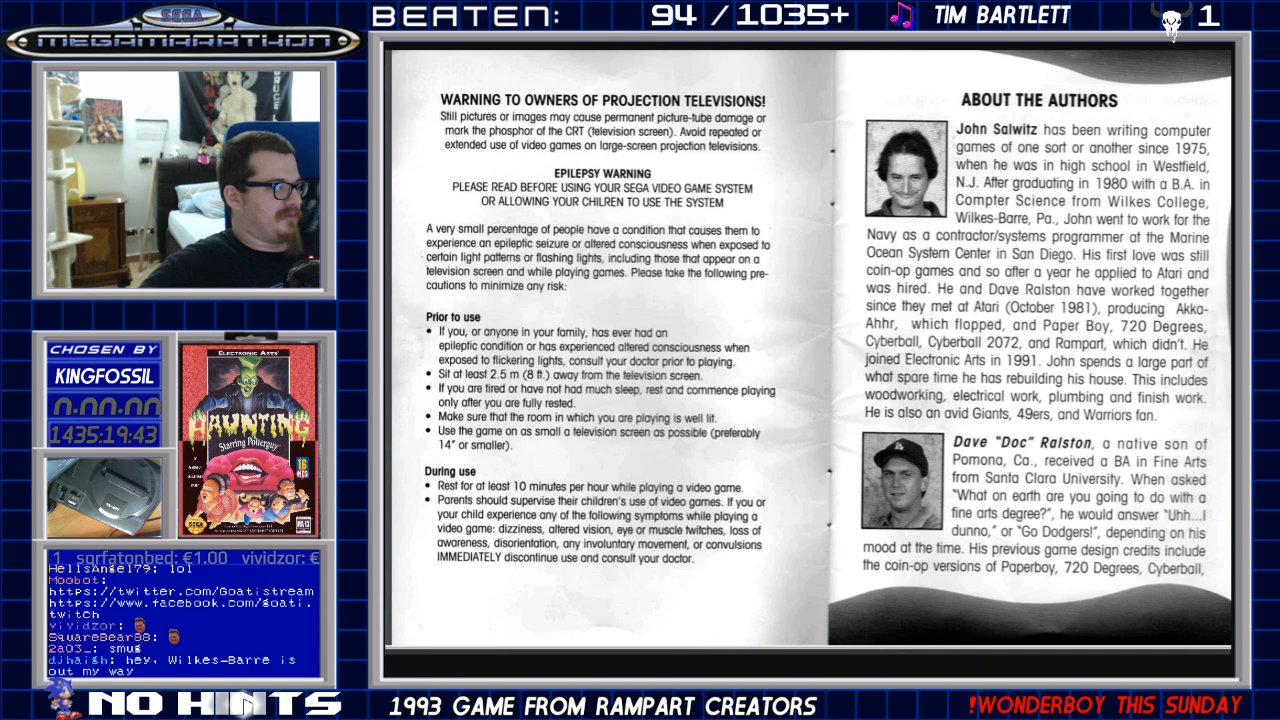 SEGA
MEGAMARATHON
BEATEN:
94 / 1035+
TIM BARTLETT
1
BRUCE
CHOSEN BY
KINGFOSSIL
1435:19:43
ELECTRONIC ARTS
HAUNTING
Starring Polterguy
16
MEG
SEGA
MA-13
1 sqrfatonbed: €1.00 vividzor: €
HellsAngel79: lol
Moobot:
https://twitter.com/Goatistream
https://www.facebook.com/goati.
twitch
vividzor:
SquareBear88:
2a03_: smug
djhaigh: hey, Wilkes-Barre is
out my way
WARNING TO OWNERS OF PROJECTION TELEVISIONS!
Still pictures or images may cause permanent picture-tube damage or
mark the phosphor of the CRT (television screen). Avoid repeated or
extended use of video games on large-screen projection televisions.
EPILEPSY WARNING
PLEASE READ BEFORE USING YOUR SEGA VIDEO GAME SYSTEM
OR ALLOWING YOUR CHILREN TO USE THE SYSTEM
A very small percentage of people have a condition that causes them to
experience an epileptic seizure or altered consciousness when exposed to
certain light patterns or flashing lights, including those that appear on a
television screen and while playing games. Please take the following pre-
cautions to minimize any risk:
Prior to use
• If you, or anyone in your family, has ever had an
epileptic condition or has experienced altered consciousness when
exposed to flickering lights, consult your doctor prior to playing.
• Sit at least 2.5 m (8 ft.) away from the television screen.
• If you are tired or have not had much sleep, rest and commence playing
only after you are fully rested.
• Make sure that the room in which you are playing is well lit.
• Use the game on as small a television screen as possible (preferably
14" or smaller).
During use
• Rest for at least 10 minutes per hour while playing a video game.
• Parents should supervise their children's use of video games. If you or
your child experience any of the following symptoms while playing a
video game: dizziness, altered vision, eye or muscle twitches, loss of
awareness, disorientation, any involuntary movement, or convulsions
IMMEDIATELY discontinue use and consult your doctor.
ABOUT THE AUTHORS
John Salwitz has been writing computer
games of one sort or another since 1975,
when he was in high school in Westfield,
N.J. After graduating in 1980 with a B.A. in
Compter Science from Wilkes College,
Wilkes-Barre, Pa., John went to work for the
Navy as a contractor/systems programmer at the Marine
Ocean System Center in San Diego. His first love was still
coin-op games and so after a year he applied to Atari and
was hired. He and Dave Ralston have worked together
since they met at Atari (October 1981), producing Akka-
Ahr, which flopped, and Paper Boy, 720 Degrees,
Cyberball, Cyberball 2072, and Rampart, which didn't. He
joined Electronic Arts in 1991. John spends a large part of
what spare time he has rebuilding his house. This includes
woodworking, electrical work, plumbing and finish work.
He is also an avid Giants, 49ers, and Warriors fan.
Dave "Doc" Ralston, a native son of
Pomona, Ca., received a BA in Fine Arts
from Santa Clara University. When asked
"What on earth are you going to do with a
fine arts degree?", he would answer "Uhh...I
dunno," or "Go Dodgers!", depending on his
mood at the time. His previous game design credits include
the coin-op versions of Paperboy, 720 Degrees, Cyberball,
NO HINTS
1993 GAME FROM RAMPART CREATORS
!WONDERBOY THIS SUNDAY